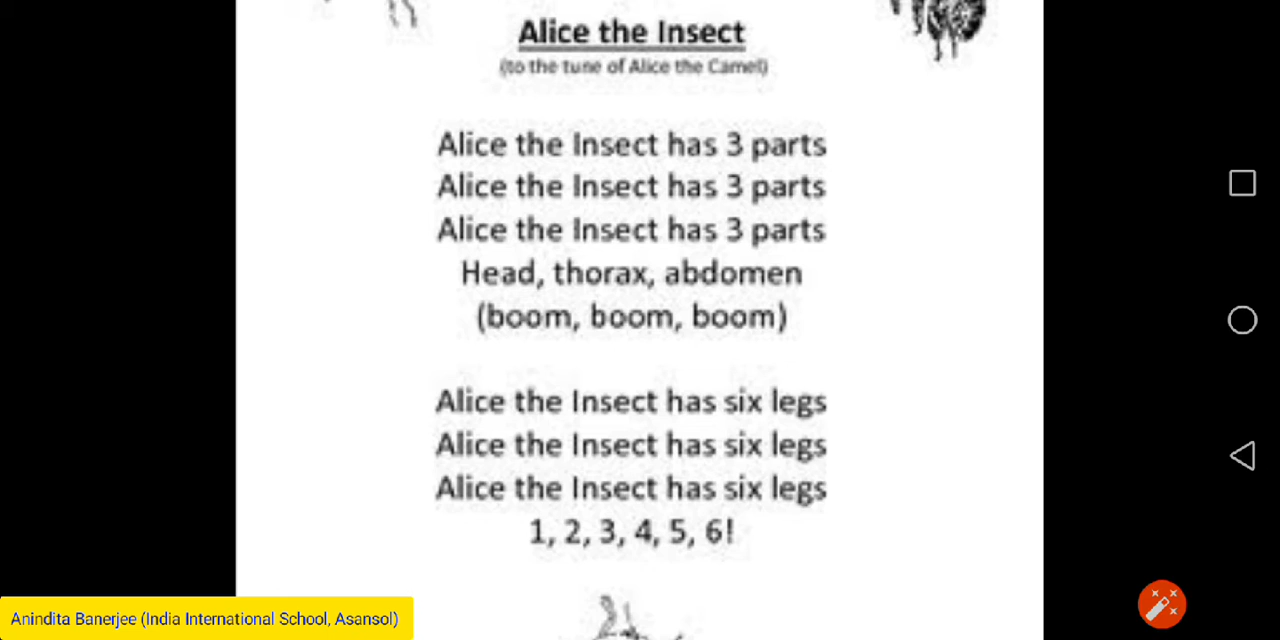 Alice the Insect
(to the tune of Alice the Camel)
Alice the Insect has 3 parts
Alice the Insect has 3 parts
Alice the Insect has 3 parts
Head, thorax, abdomen
(boom, boom, boom)
Alice the Insect has six legs
Alice the Insect has six legs
Alice the Insect has six legs
1, 2, 3, 4, 5, 6!
Anindita Banerjee (India International School, Asansol)